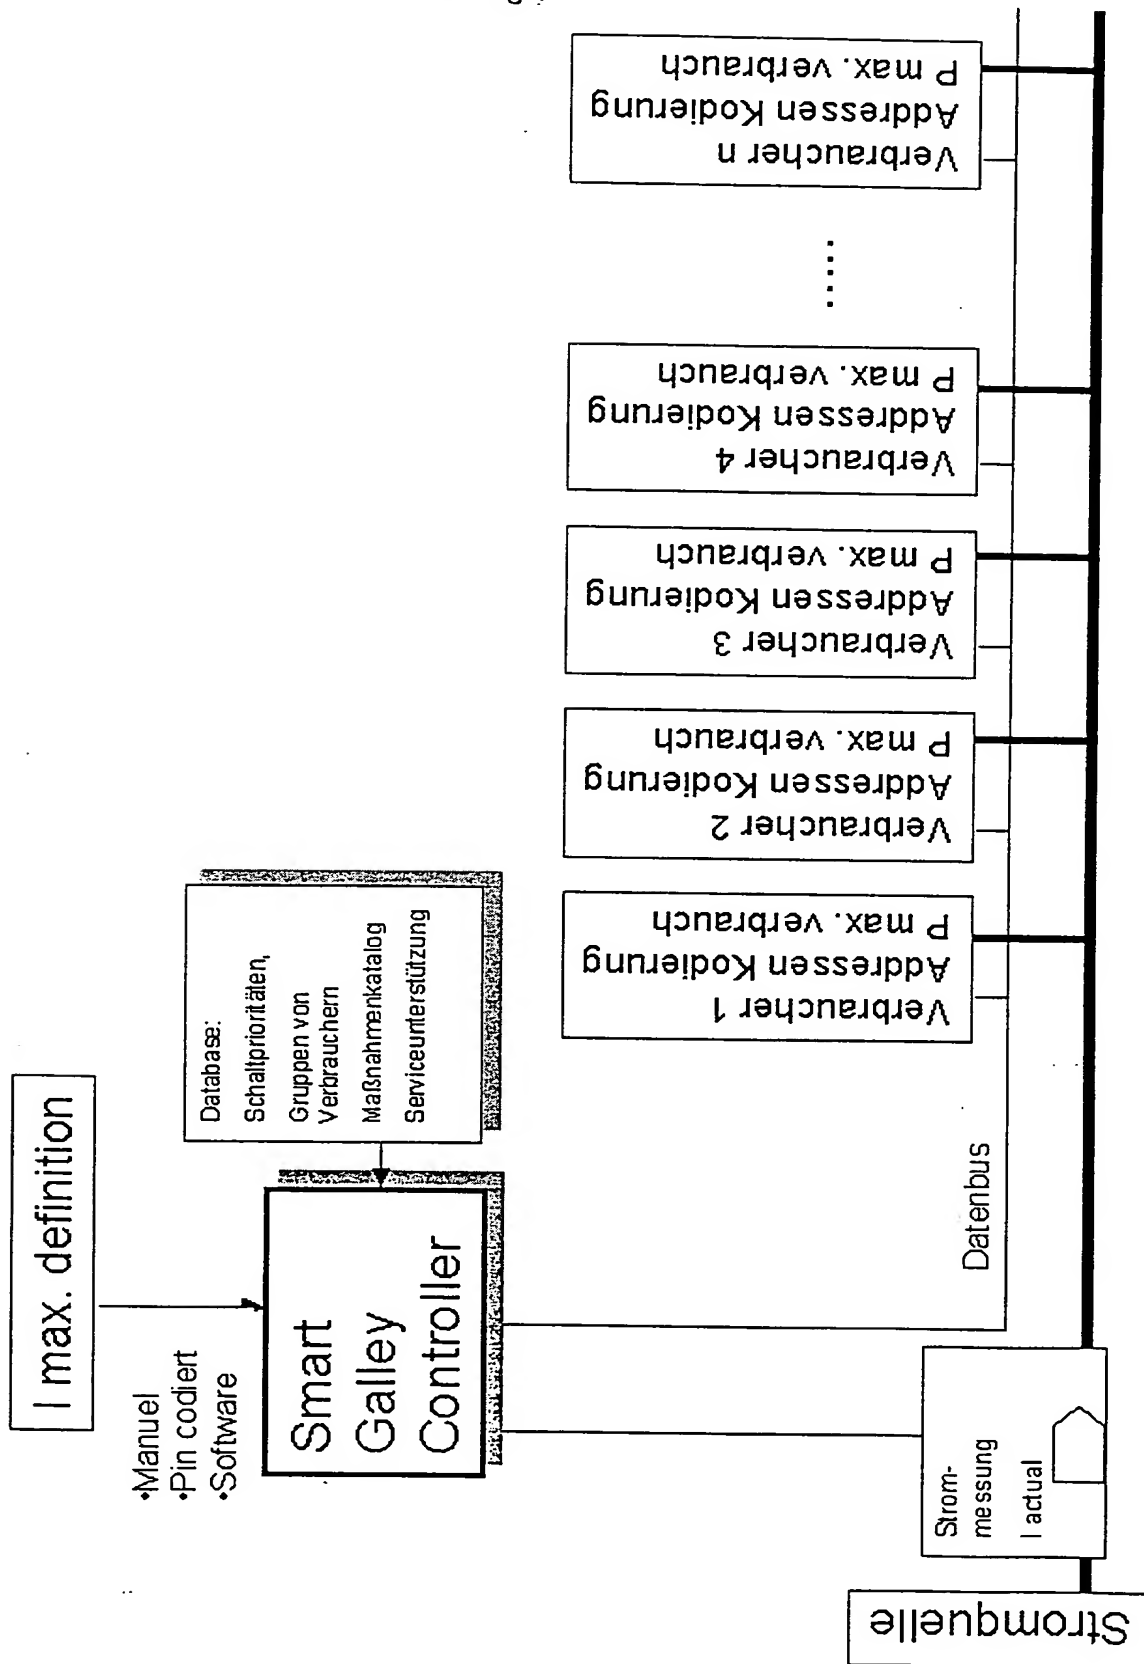 I max. definition
•Manuel
•Pin codiert
•Software
Smart
Galley
Controller
Database:
Schaltprioritäten,
Gruppen von
Verbrauchern
Maßnahmenkatalog
Serviceunterstützung
Datenbus
Strom-
messung
I actual
Stromquelle
Verbraucher 1
Addressen Kodierung
P max. verbrauch
Verbraucher 2
Addressen Kodierung
P max. verbrauch
Verbraucher 3
Addressen Kodierung
P max. verbrauch
Verbraucher 4
Addressen Kodierung
P max. verbrauch
.....
Verbraucher n
Addressen Kodierung
P max. verbrauch